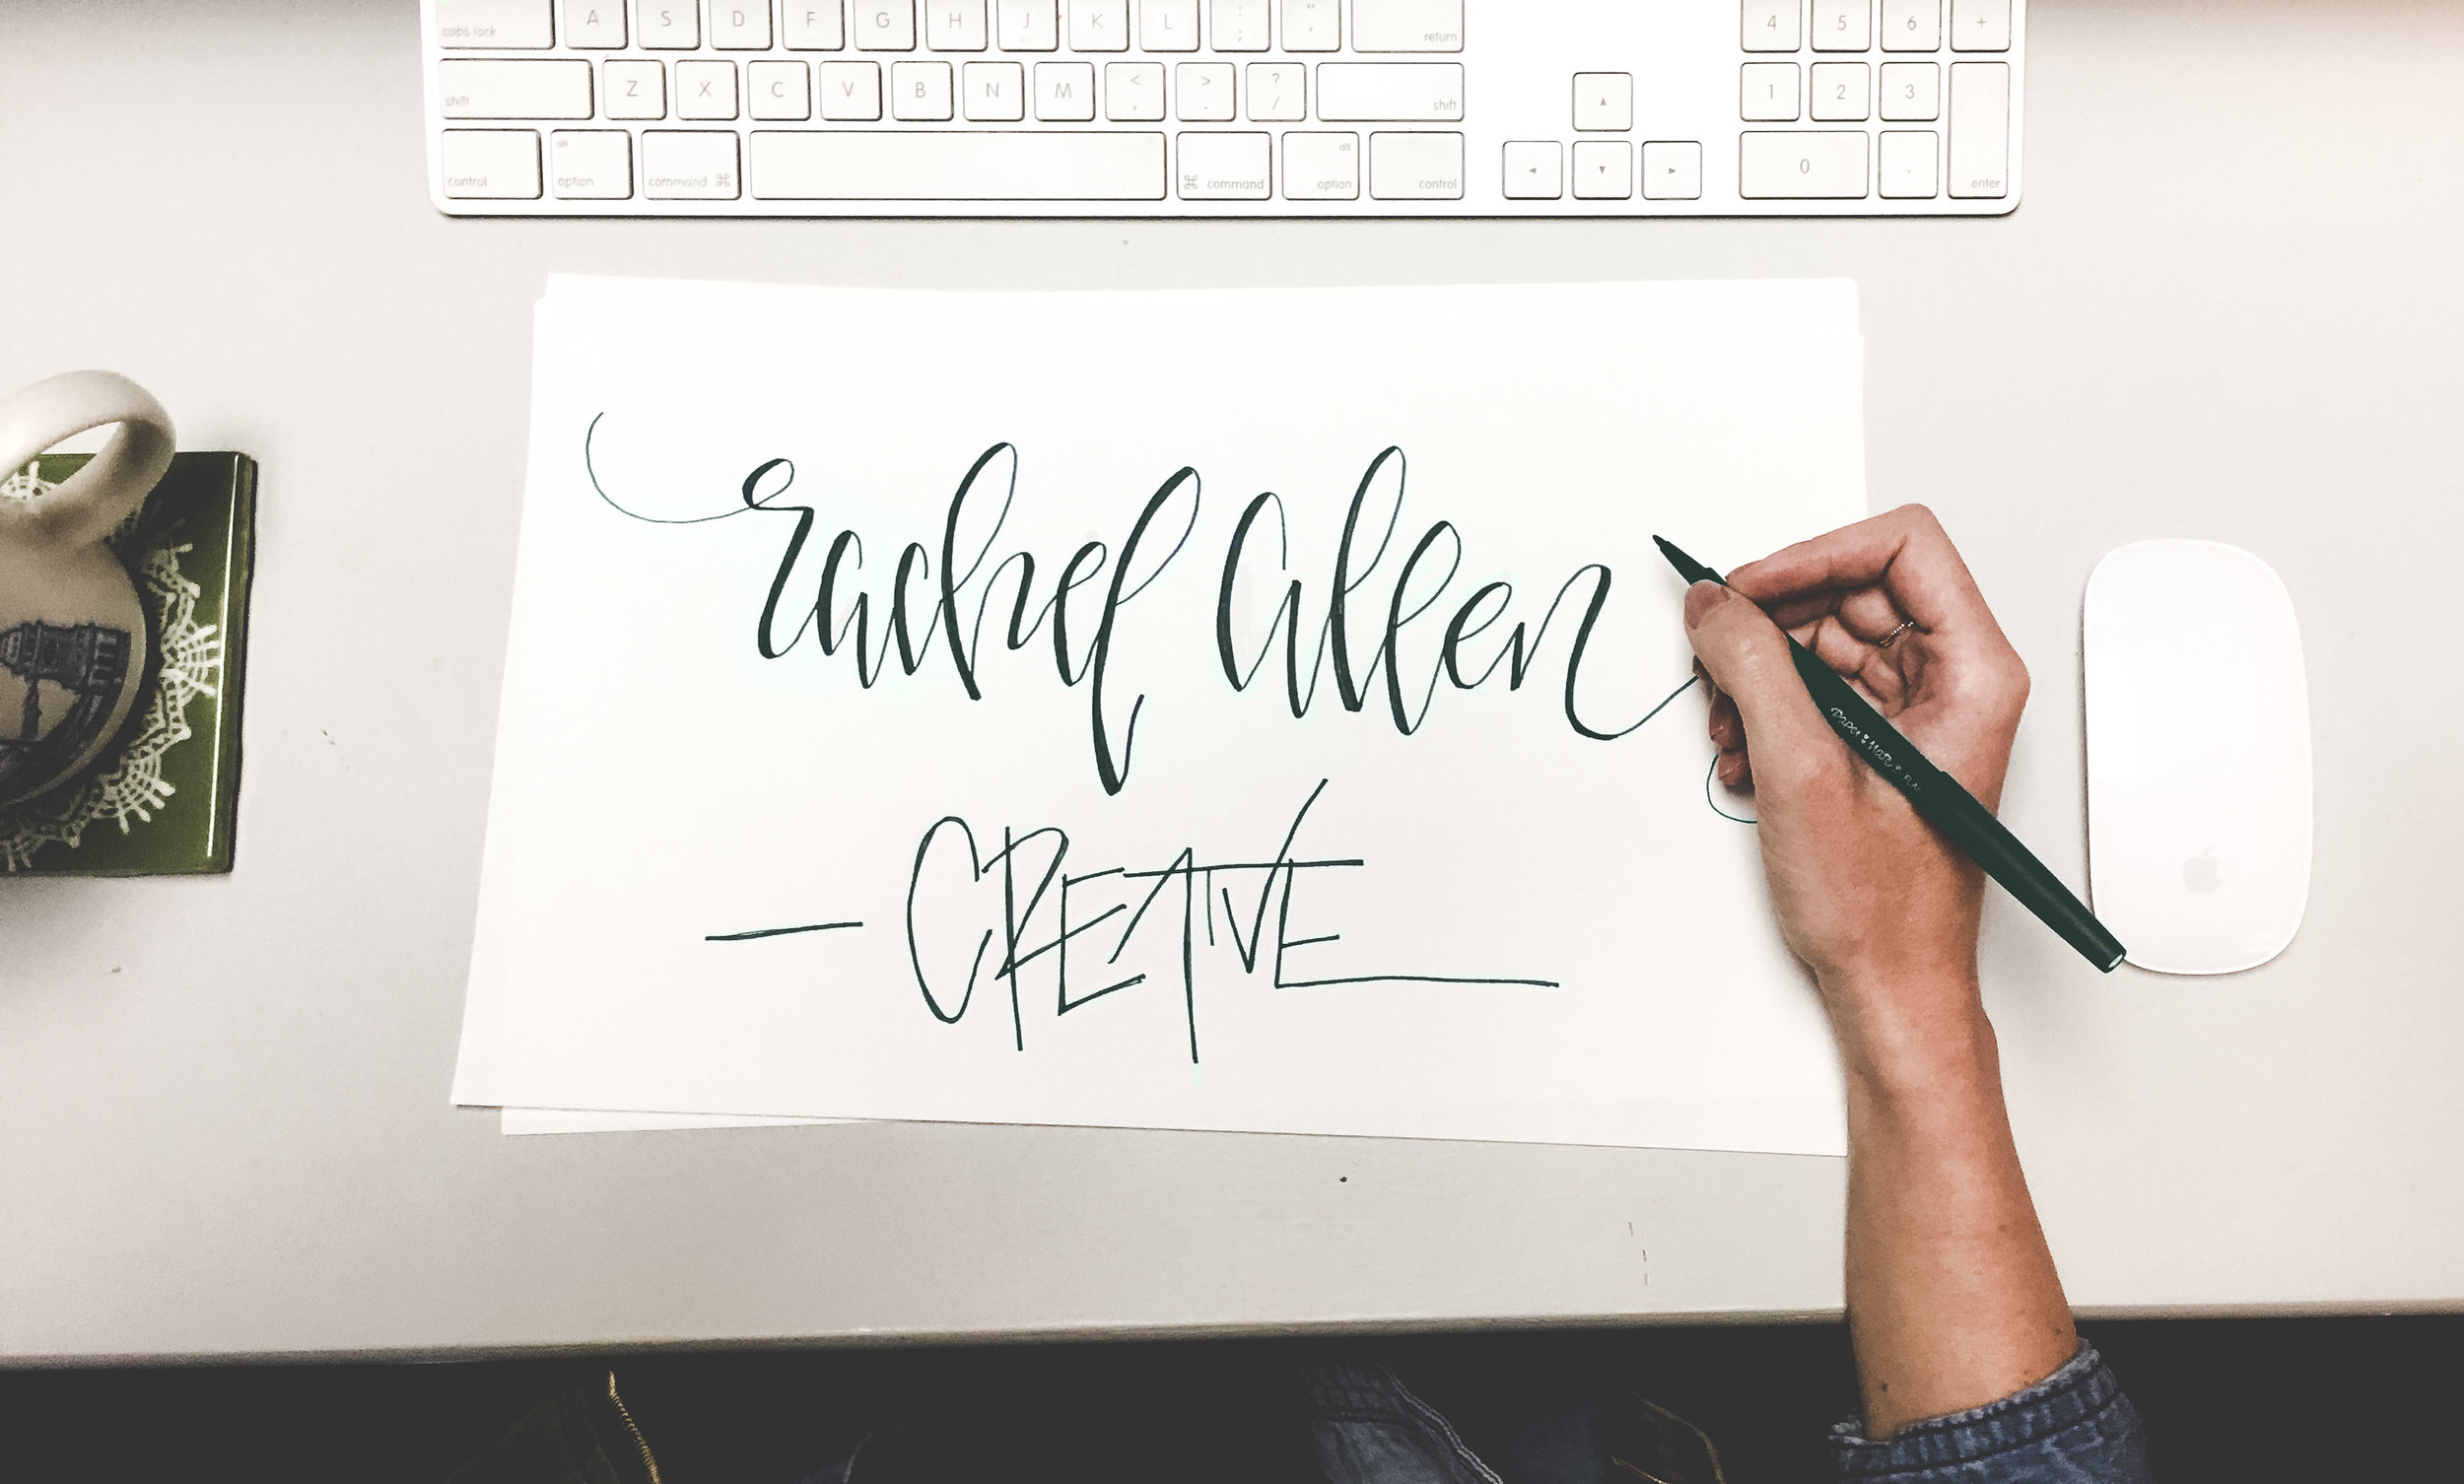 caps lock A S D F G H J K L : ; " ' return 4 5 6 +
shift Z X C V B N M < , > . ? / shift 1 2 3
control alt option command ⌘ ⌘ command alt option control 0 . enter
rachel allen
— CREATIVE
Paper Mate